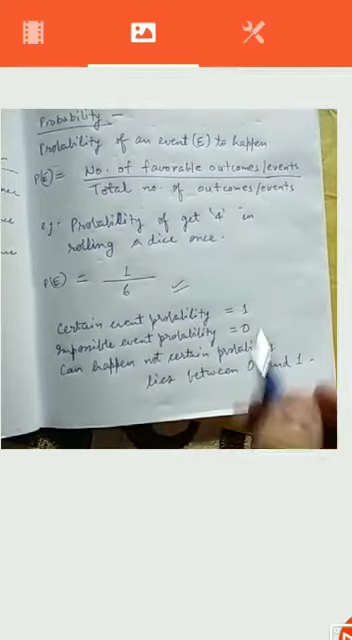 Probability -
Probability of an event (E) to happen
P(E) = No. of favorable outcomes/events
Total no. of outcomes/events
eg: Probability of get '4' in
rolling a dice once.
P(E) = 1
6
Certain event probability = 1
Impossible event probability = 0
Can happen not certain
lies between 0 and 1 -